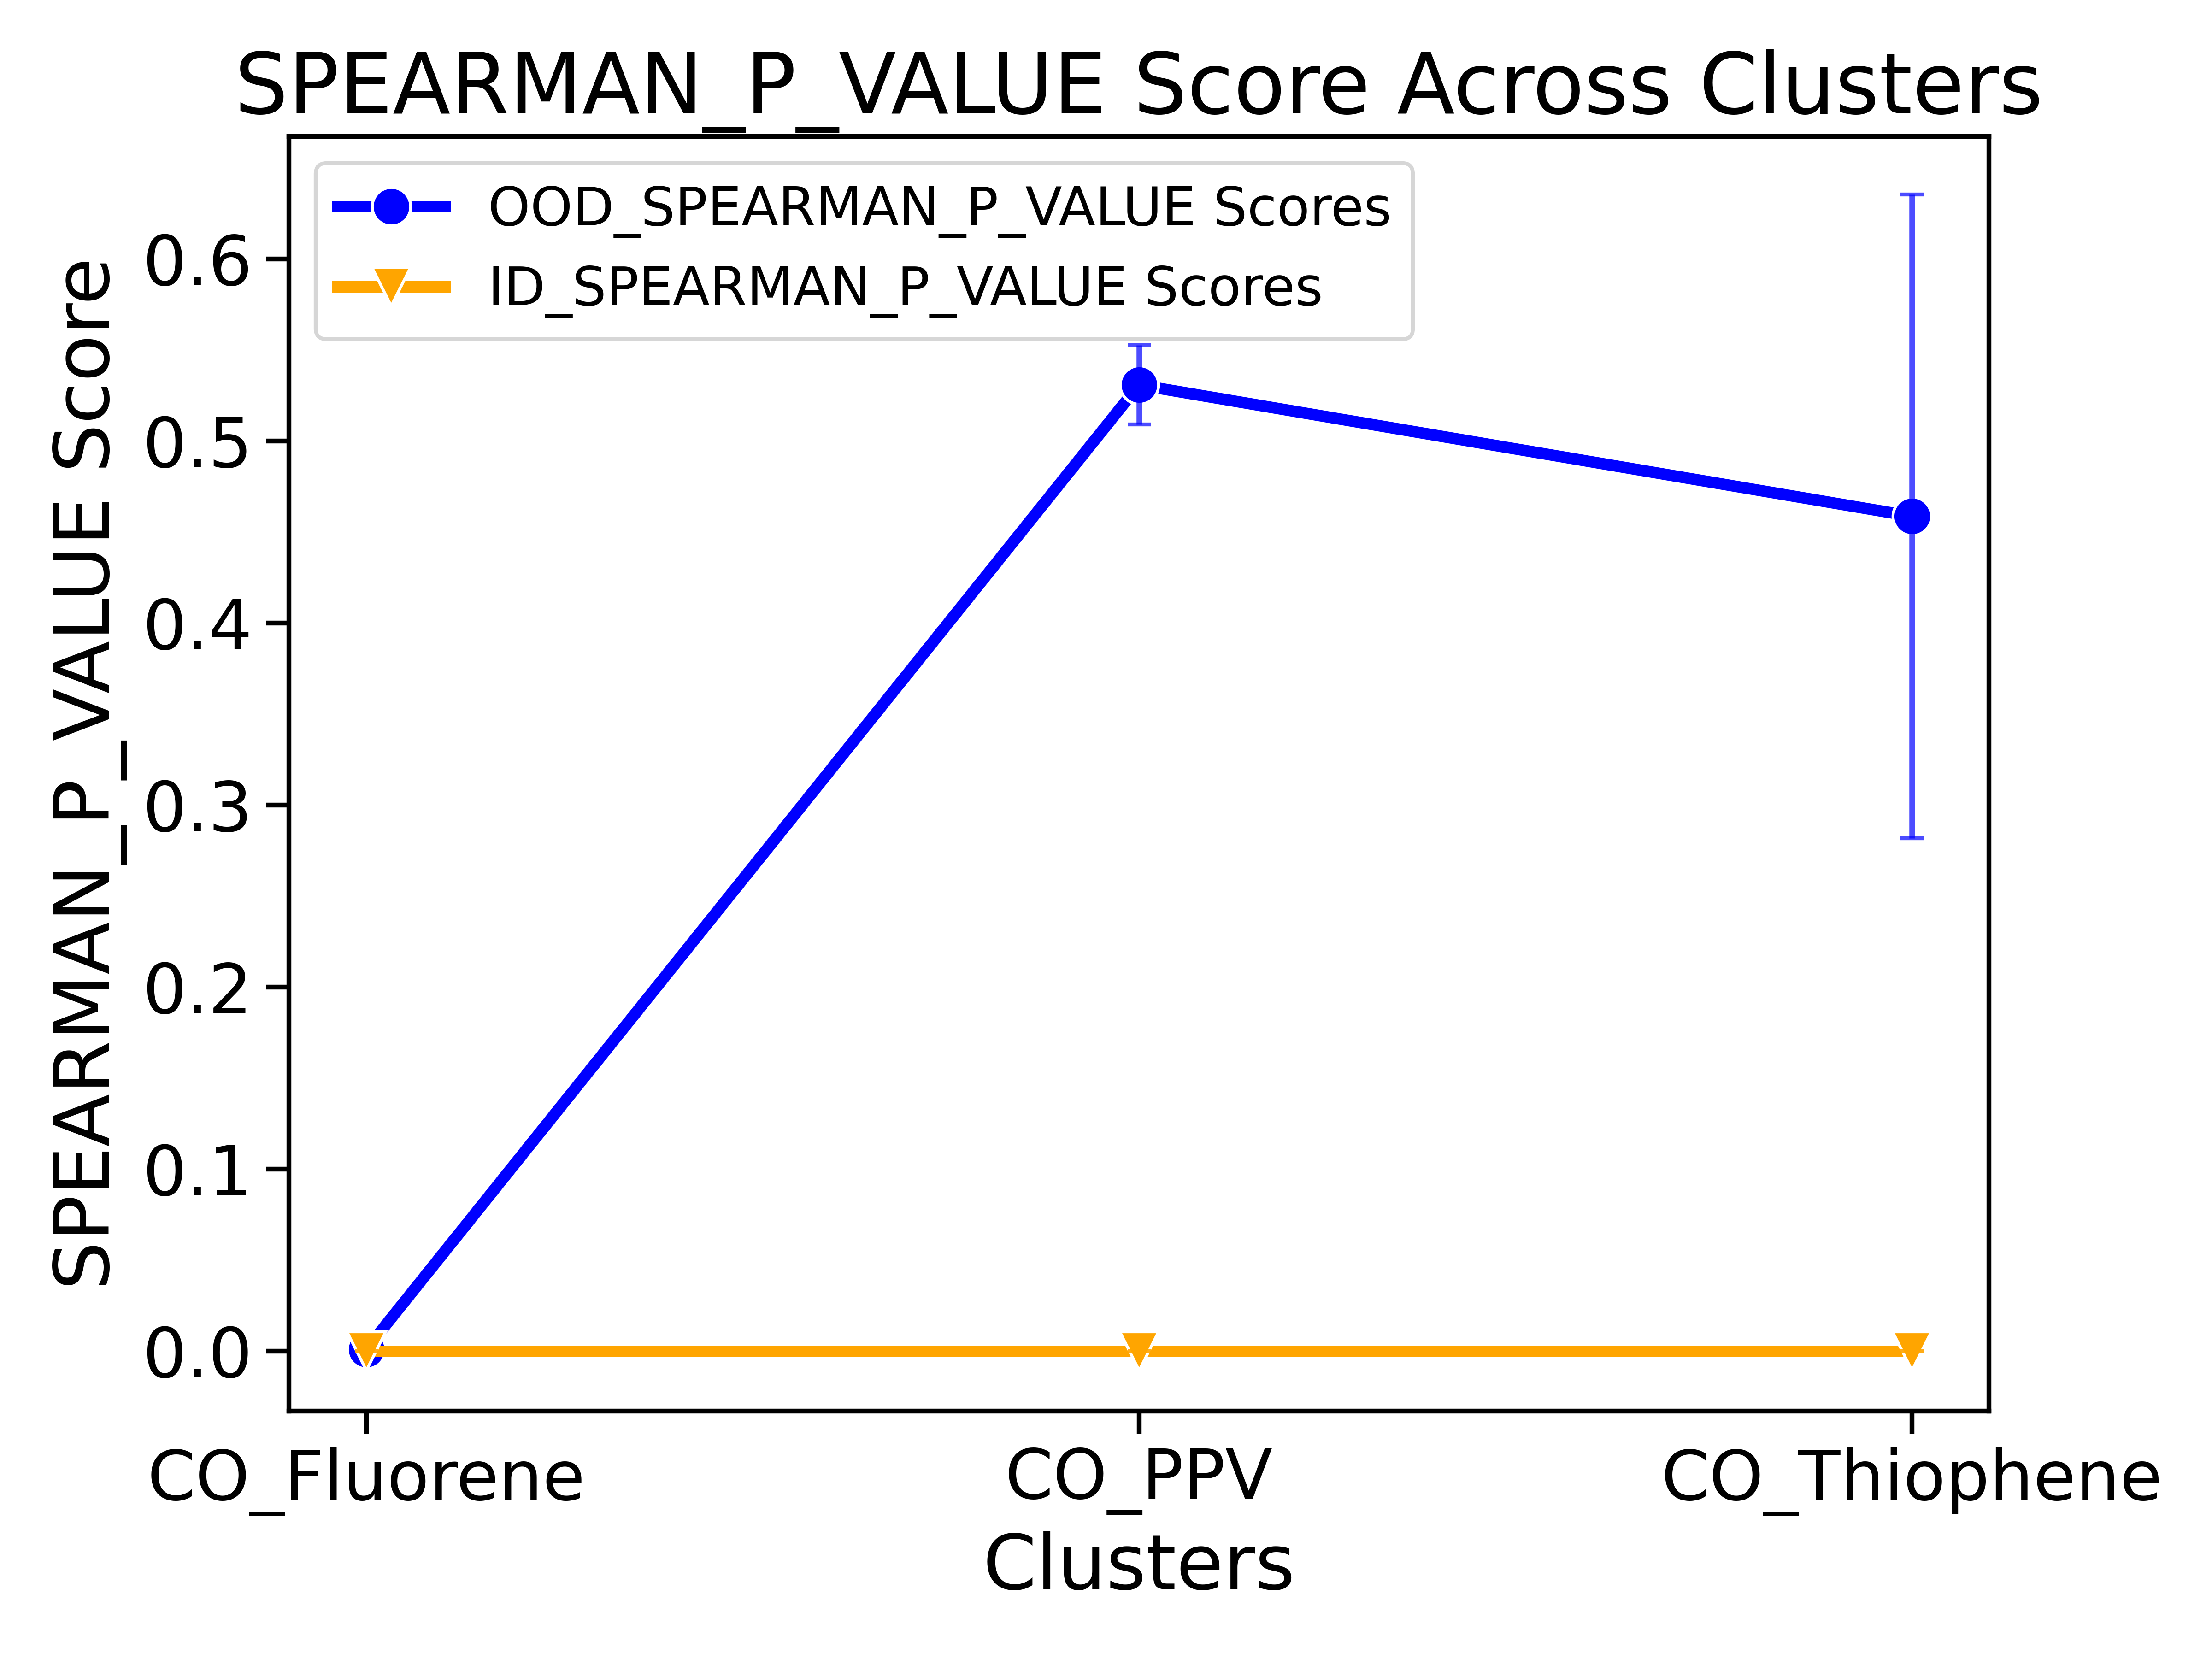 SPEARMAN_P_VALUE Score Across Clusters
OOD_SPEARMAN_P_VALUE Scores
ID_SPEARMAN_P_VALUE Scores
SPEARMAN_P_VALUE Score
0.6
0.5
0.4
0.3
0.2
0.1
0.0
CO_Fluorene
CO_PPV
CO_Thiophene
Clusters